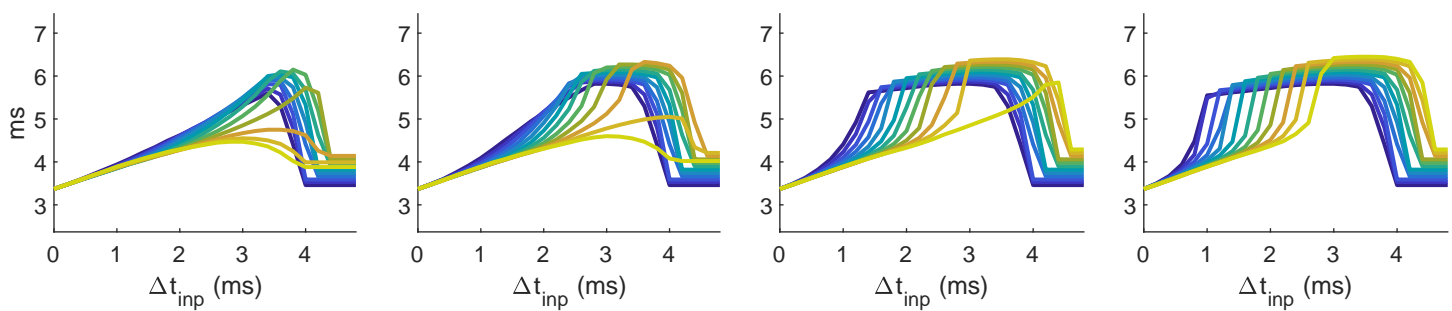 7 7 7 7
6 6 6 6
ms 5 5 5 5
4 4 4 4
3 3 3 3
0 1 2 3 4 0 1 2 3 4 0 1 2 3 4 0 1 2 3 4
Δt_inp (ms) Δt_inp (ms) Δt_inp (ms) Δt_inp (ms)